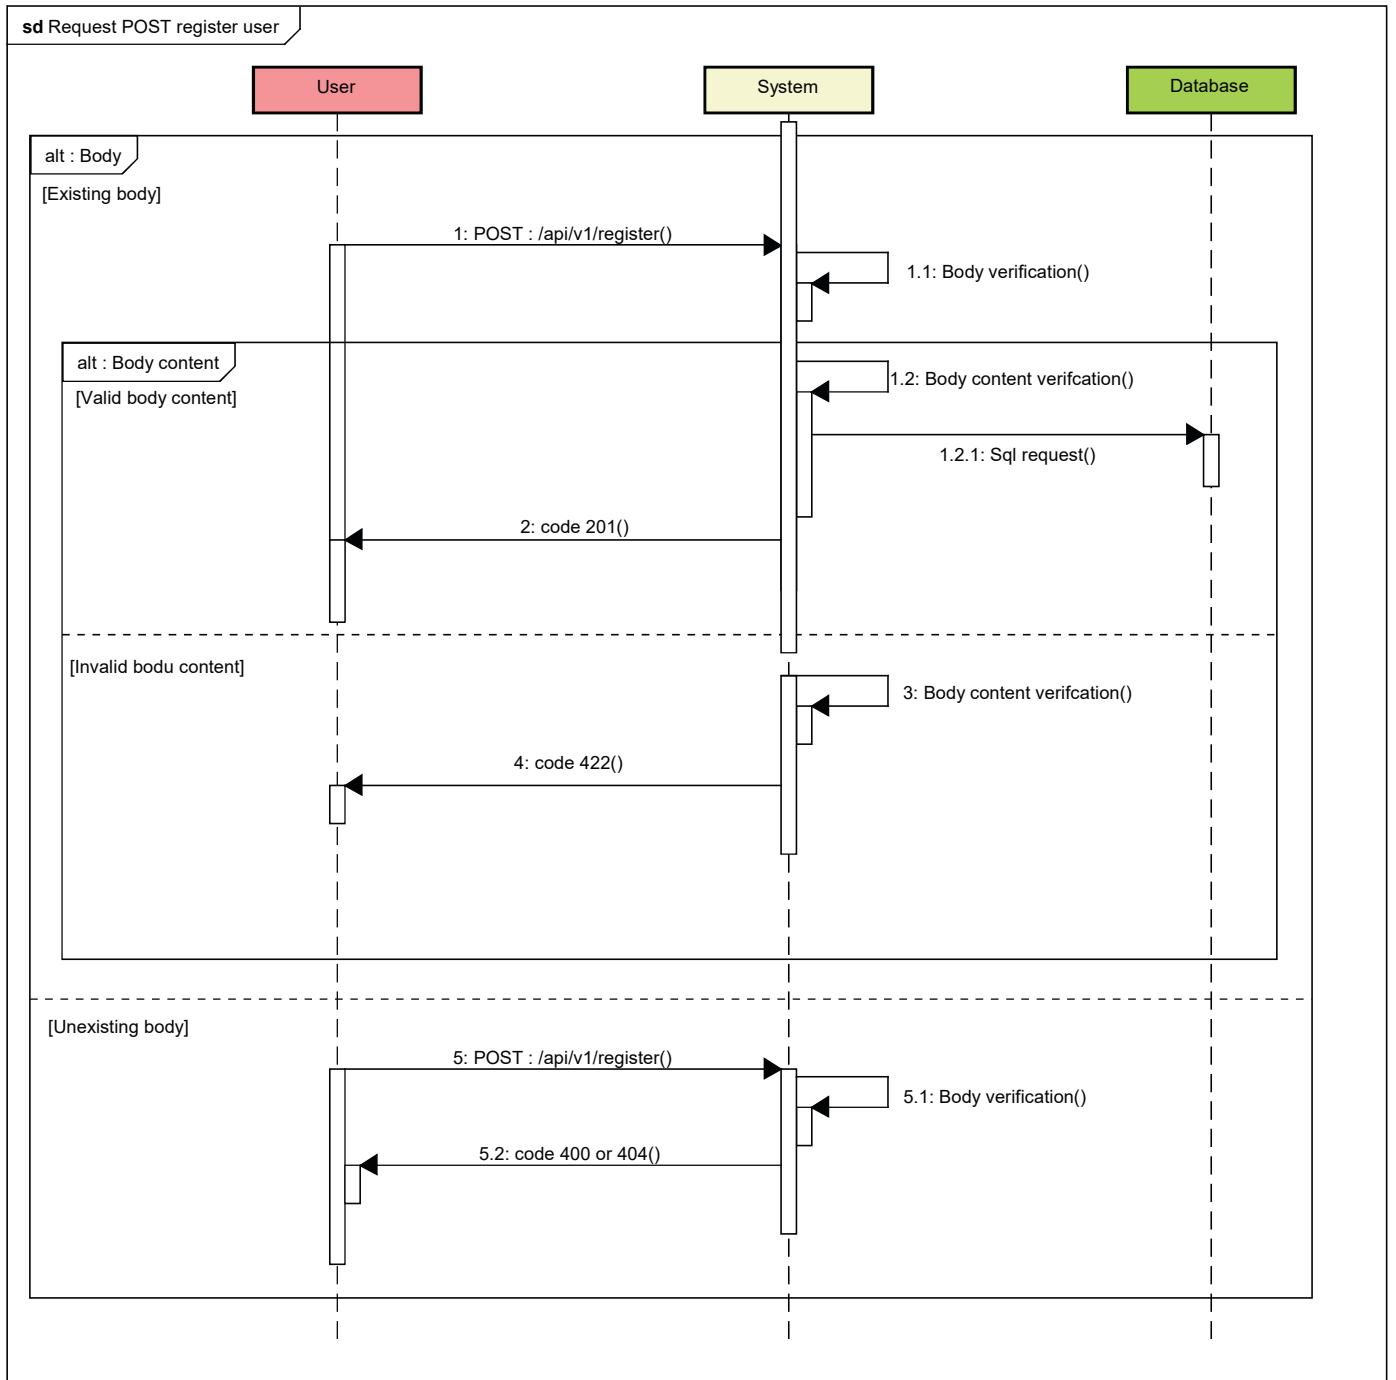 sd Request POST register user
User
System
Database
alt : Body
[Existing body]
1: POST : /api/v1/register()
1.1: Body verification()
alt : Body content
[Valid body content]
1.2: Body content verifcation()
1.2.1: Sql request()
2: code 201()
[Invalid bodu content]
3: Body content verifcation()
4: code 422()
[Unexisting body]
5: POST : /api/v1/register()
5.1: Body verification()
5.2: code 400 or 404()